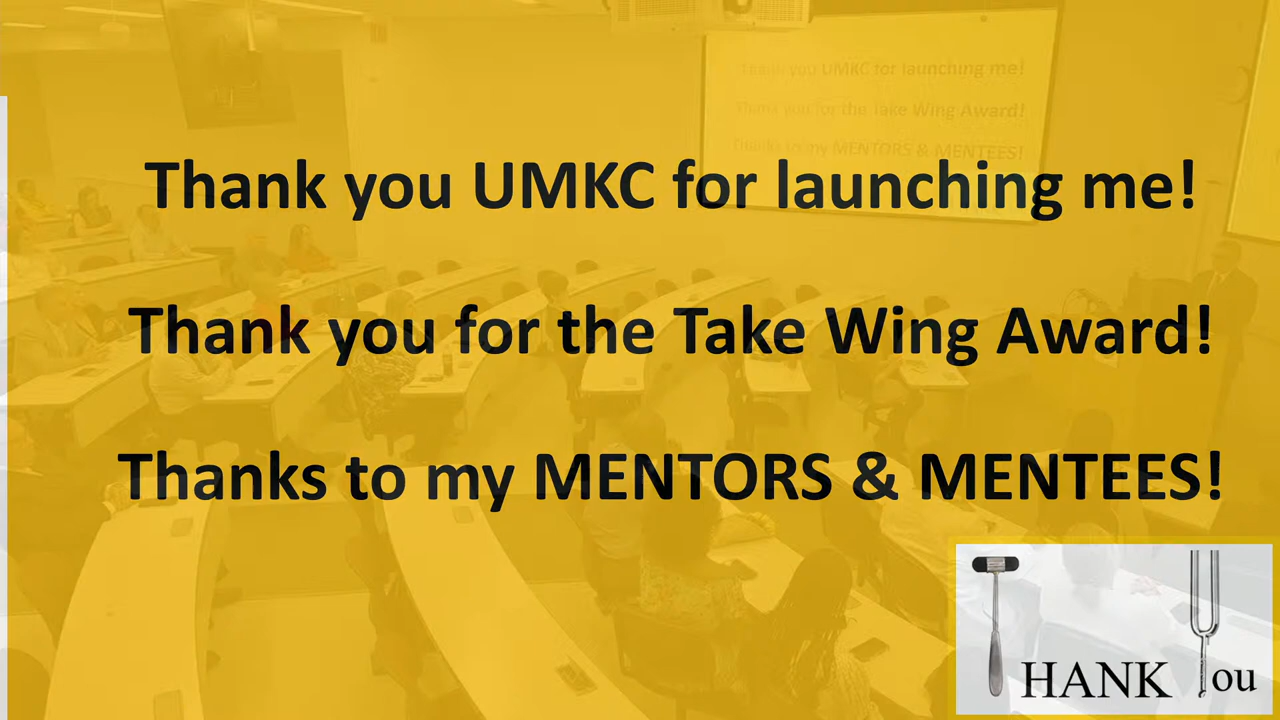 Thank you UMKC for launching me!
Thank you for the Take Wing Award!
Thanks to my MENTORS & MENTEES!
Thank you UMKC for launching me!
Thank you for the Take Wing Award!
Thanks to my MENTORS & MENTEES!
HANK ou